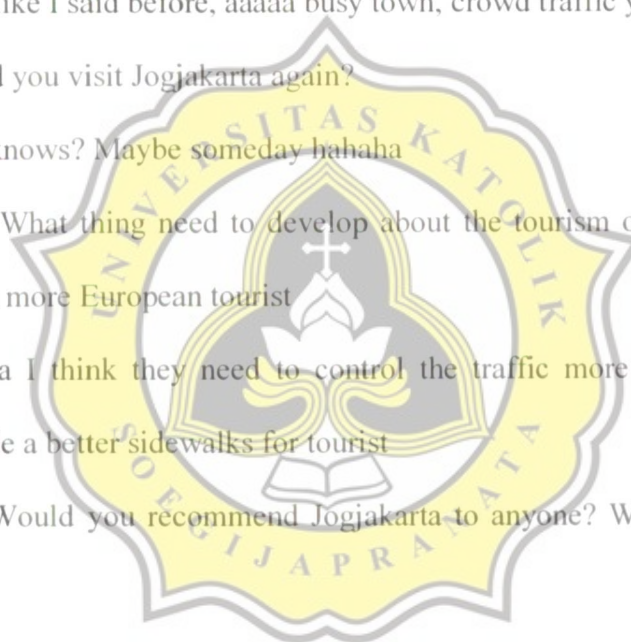 ike I said before, aaaaa busy town, crowd traffic y
d you visit Jogjakarta again?
knows? Maybe someday hahaha
What thing need to develop about the tourism o
more European tourist
a I think they need to control the traffic more
e a better sidewalks for tourist
Would you recommend Jogjakarta to anyone? W
UNIVERSITAS KATOLIK
SOEGIJAPRANATA